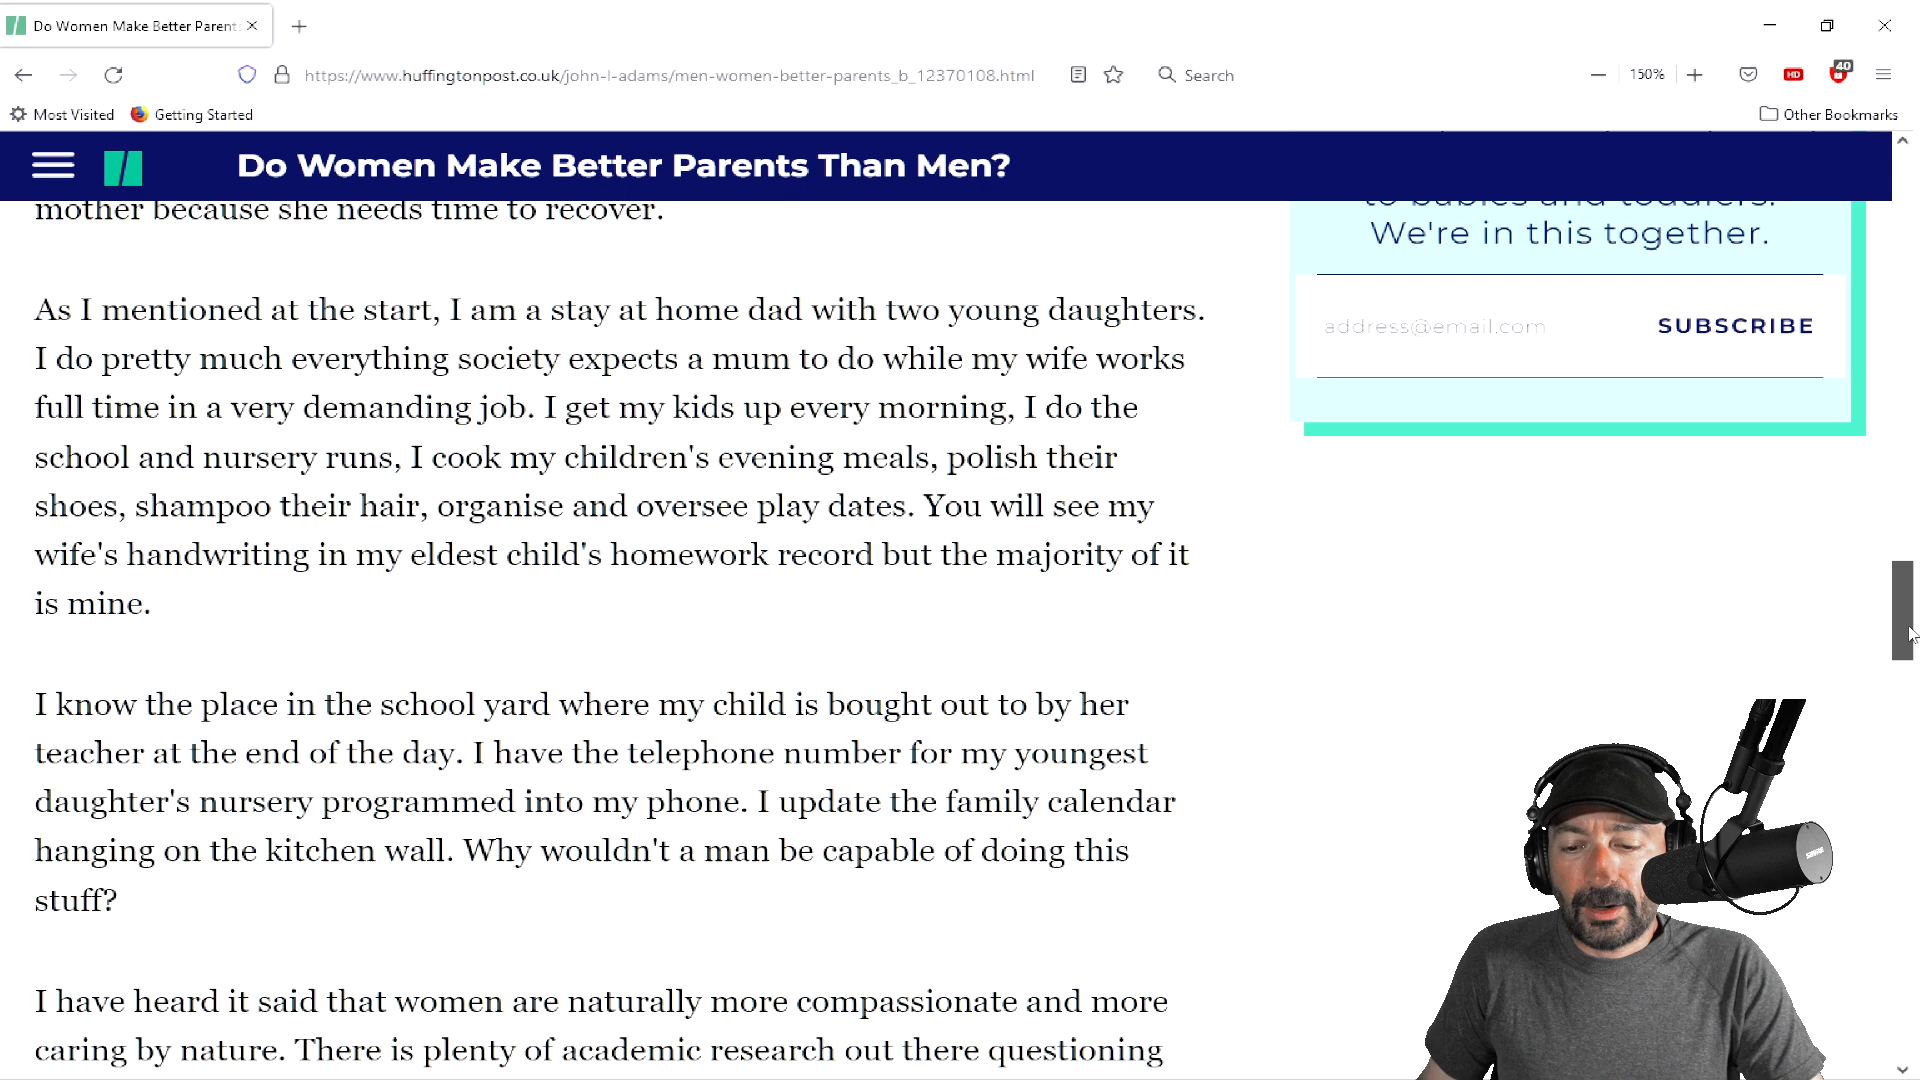 Do Women Make Better Parent
https://www.huffingtonpost.co.uk/john-l-adams/men-women-better-parents_b_12370108.html
Search
150%
HD
40
Most Visited
Getting Started
Other Bookmarks
Do Women Make Better Parents Than Men?
mother because she needs time to recover.
As I mentioned at the start, I am a stay at home dad with two young daughters.
I do pretty much everything society expects a mum to do while my wife works
full time in a very demanding job. I get my kids up every morning, I do the
school and nursery runs, I cook my children's evening meals, polish their
shoes, shampoo their hair, organise and oversee play dates. You will see my
wife's handwriting in my eldest child's homework record but the majority of it
is mine.
I know the place in the school yard where my child is bought out to by her
teacher at the end of the day. I have the telephone number for my youngest
daughter's nursery programmed into my phone. I update the family calendar
hanging on the kitchen wall. Why wouldn't a man be capable of doing this
stuff?
I have heard it said that women are naturally more compassionate and more
caring by nature. There is plenty of academic research out there questioning
to babies and toddlers.
We're in this together.
address@email.com
SUBSCRIBE
SHURE